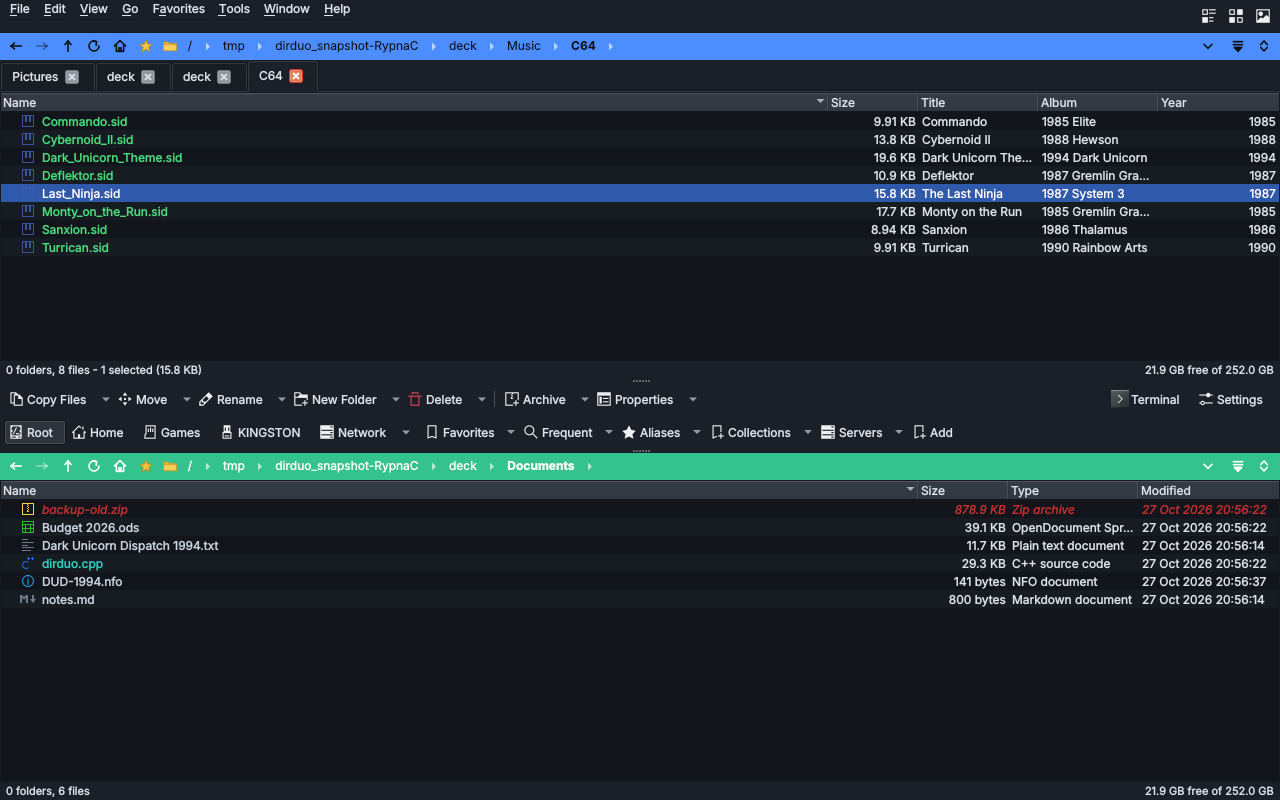 File Edit View Go Favorites Tools Window Help
/ tmp dirduo_snapshot-RypnaC deck Music C64
Pictures deck deck C64
Name Size Title Album Year
Commando.sid 9.91 KB Commando 1985 Elite 1985
Cybernoid_II.sid 13.8 KB Cybernoid II 1988 Hewson 1988
Dark_Unicorn_Theme.sid 19.6 KB Dark Unicorn The... 1994 Dark Unicorn 1994
Deflektor.sid 10.9 KB Deflektor 1987 Gremlin Gra... 1987
Last_Ninja.sid 15.8 KB The Last Ninja 1987 System 3 1987
Monty_on_the_Run.sid 17.7 KB Monty on the Run 1985 Gremlin Gra... 1985
Sanxion.sid 8.94 KB Sanxion 1986 Thalamus 1986
Turrican.sid 9.91 KB Turrican 1990 Rainbow Arts 1990
0 folders, 8 files - 1 selected (15.8 KB) 21.9 GB free of 252.0 GB
Copy Files Move Rename New Folder Delete Archive Properties Terminal Settings
Root Home Games KINGSTON Network Favorites Frequent Aliases Collections Servers Add
/ tmp dirduo_snapshot-RypnaC deck Documents
Name Size Type Modified
backup-old.zip 878.9 KB Zip archive 27 Oct 2026 20:56:22
Budget 2026.ods 39.1 KB OpenDocument Spr... 27 Oct 2026 20:56:22
Dark Unicorn Dispatch 1994.txt 11.7 KB Plain text document 27 Oct 2026 20:56:14
dirduo.cpp 29.3 KB C++ source code 27 Oct 2026 20:56:22
DUD-1994.nfo 141 bytes NFO document 27 Oct 2026 20:56:37
notes.md 800 bytes Markdown document 27 Oct 2026 20:56:14
0 folders, 6 files 21.9 GB free of 252.0 GB